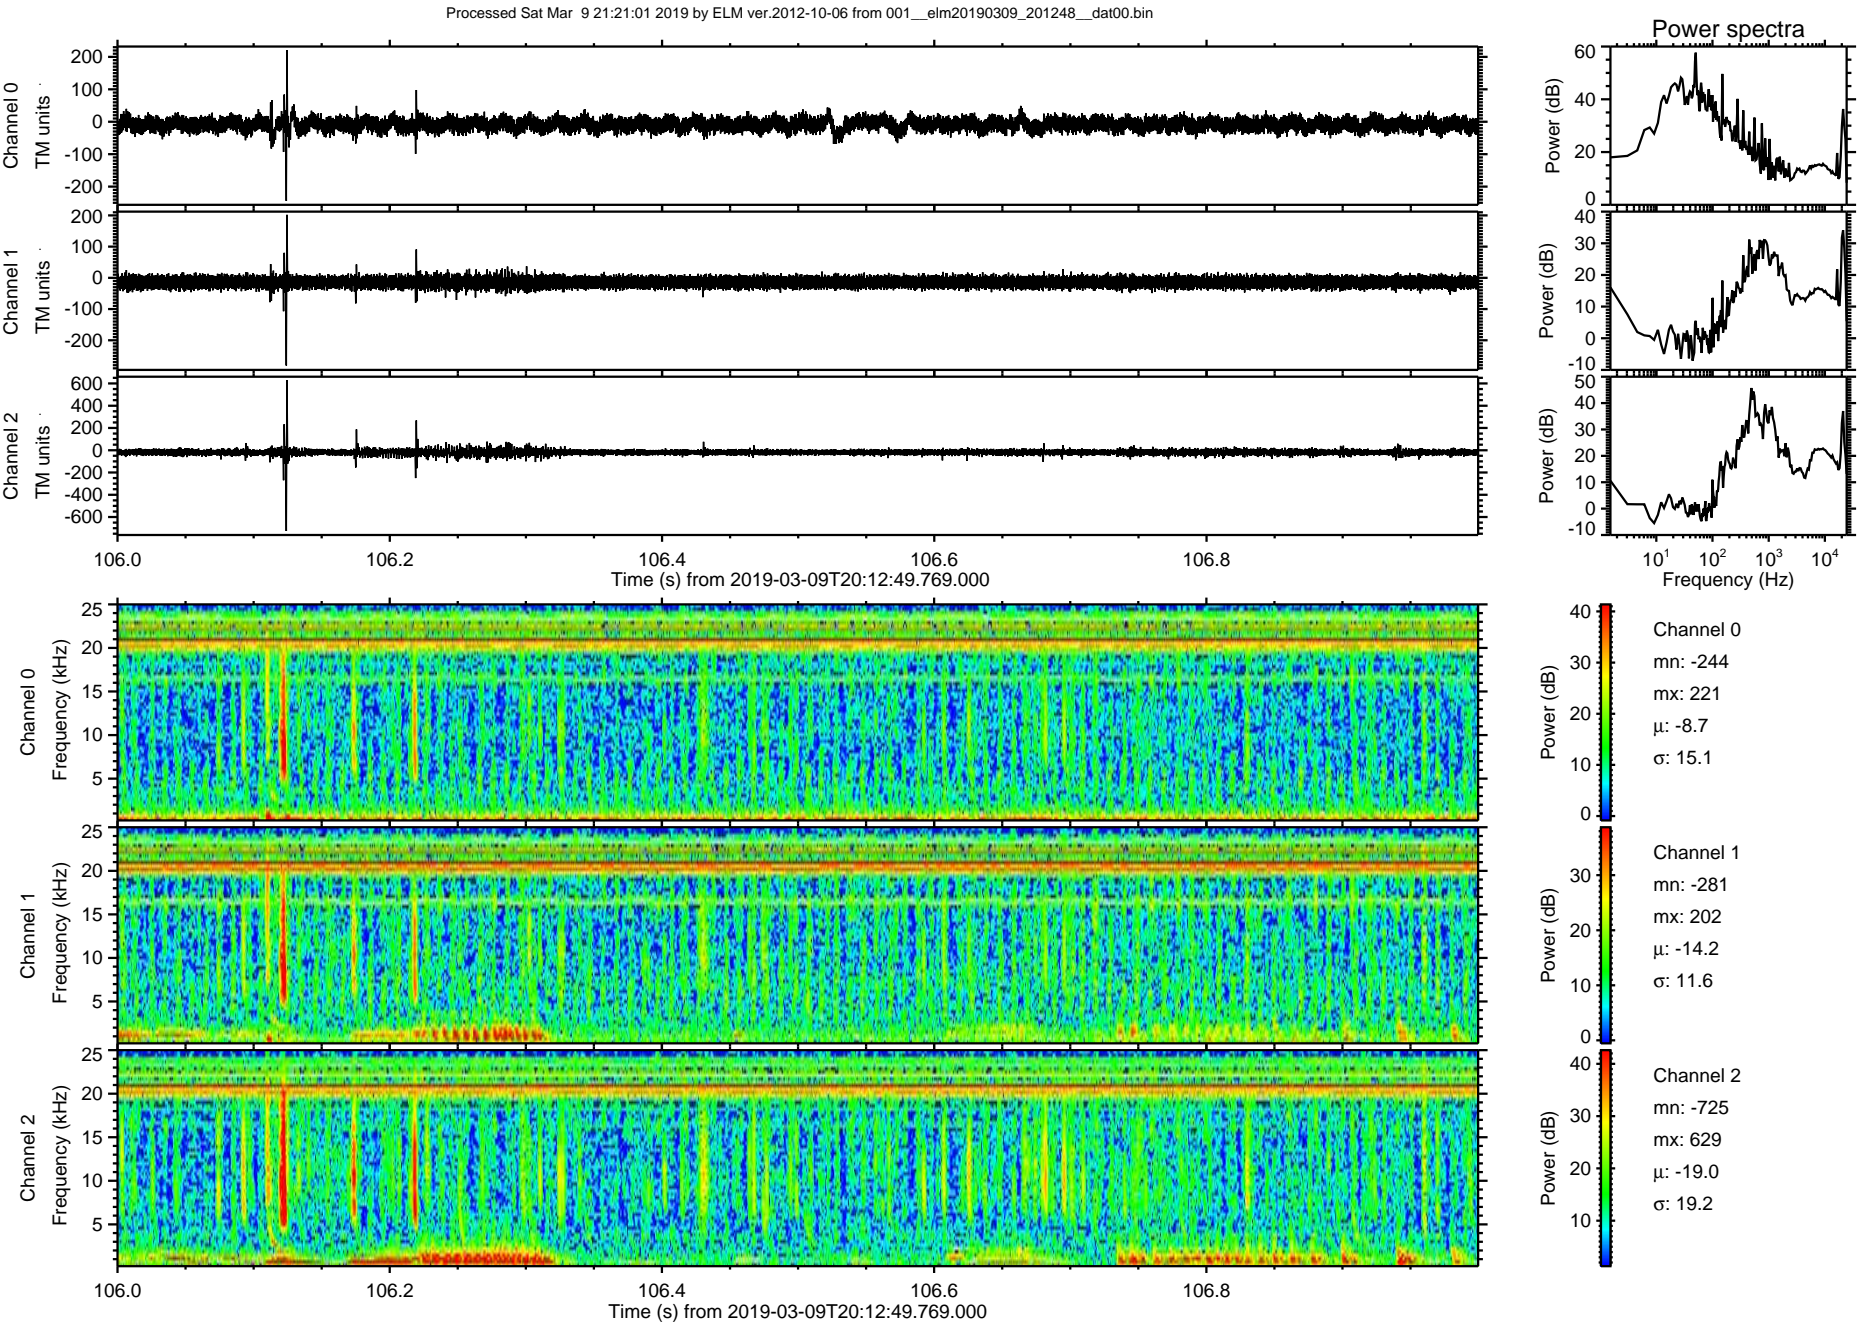 Processed Sat Mar  9 21:21:01 2019 by ELM ver.2012-10-06 from 001__elm20190309_201248__dat00.bin
Power spectra
Channel 0
TM units
200
100
0
-100
-200
Power (dB)
60
40
20
0
Channel 1
TM units
200
100
0
-100
-200
Power (dB)
40
30
20
10
0
-10
Channel 2
TM units
600
400
200
0
-200
-400
-600
Power (dB)
50
40
30
20
10
0
-10
106.0 106.2 106.4 106.6 106.8
Time (s) from 2019-03-09T20:12:49.769.000
10^1 10^2 10^3 10^4
Frequency (Hz)
Channel 0
Frequency (kHz)
25
20
15
10
5
Power (dB)
40
30
20
10
0
Channel 0
mn: -244
mx: 221
μ: -8.7
σ: 15.1
Channel 1
Frequency (kHz)
25
20
15
10
5
Power (dB)
30
20
10
0
Channel 1
mn: -281
mx: 202
μ: -14.2
σ: 11.6
Channel 2
Frequency (kHz)
25
20
15
10
5
Power (dB)
40
30
20
10
Channel 2
mn: -725
mx: 629
μ: -19.0
σ: 19.2
106.0 106.2 106.4 106.6 106.8
Time (s) from 2019-03-09T20:12:49.769.000